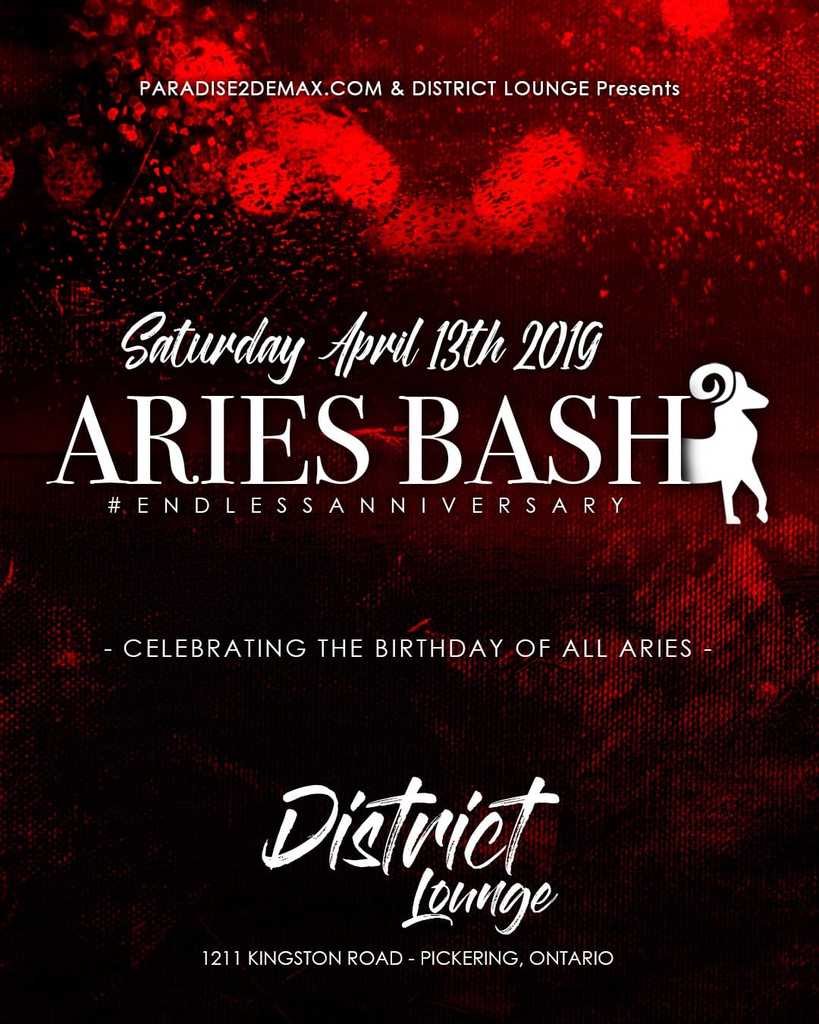 PARADISE2DEMAX.COM & DISTRICT LOUNGE Presents
Saturday April 13th 2019
ARIES BASH
#ENDLESSANNIVERSARY
- CELEBRATING THE BIRTHDAY OF ALL ARIES -
District
Lounge
1211 KINGSTON ROAD - PICKERING, ONTARIO